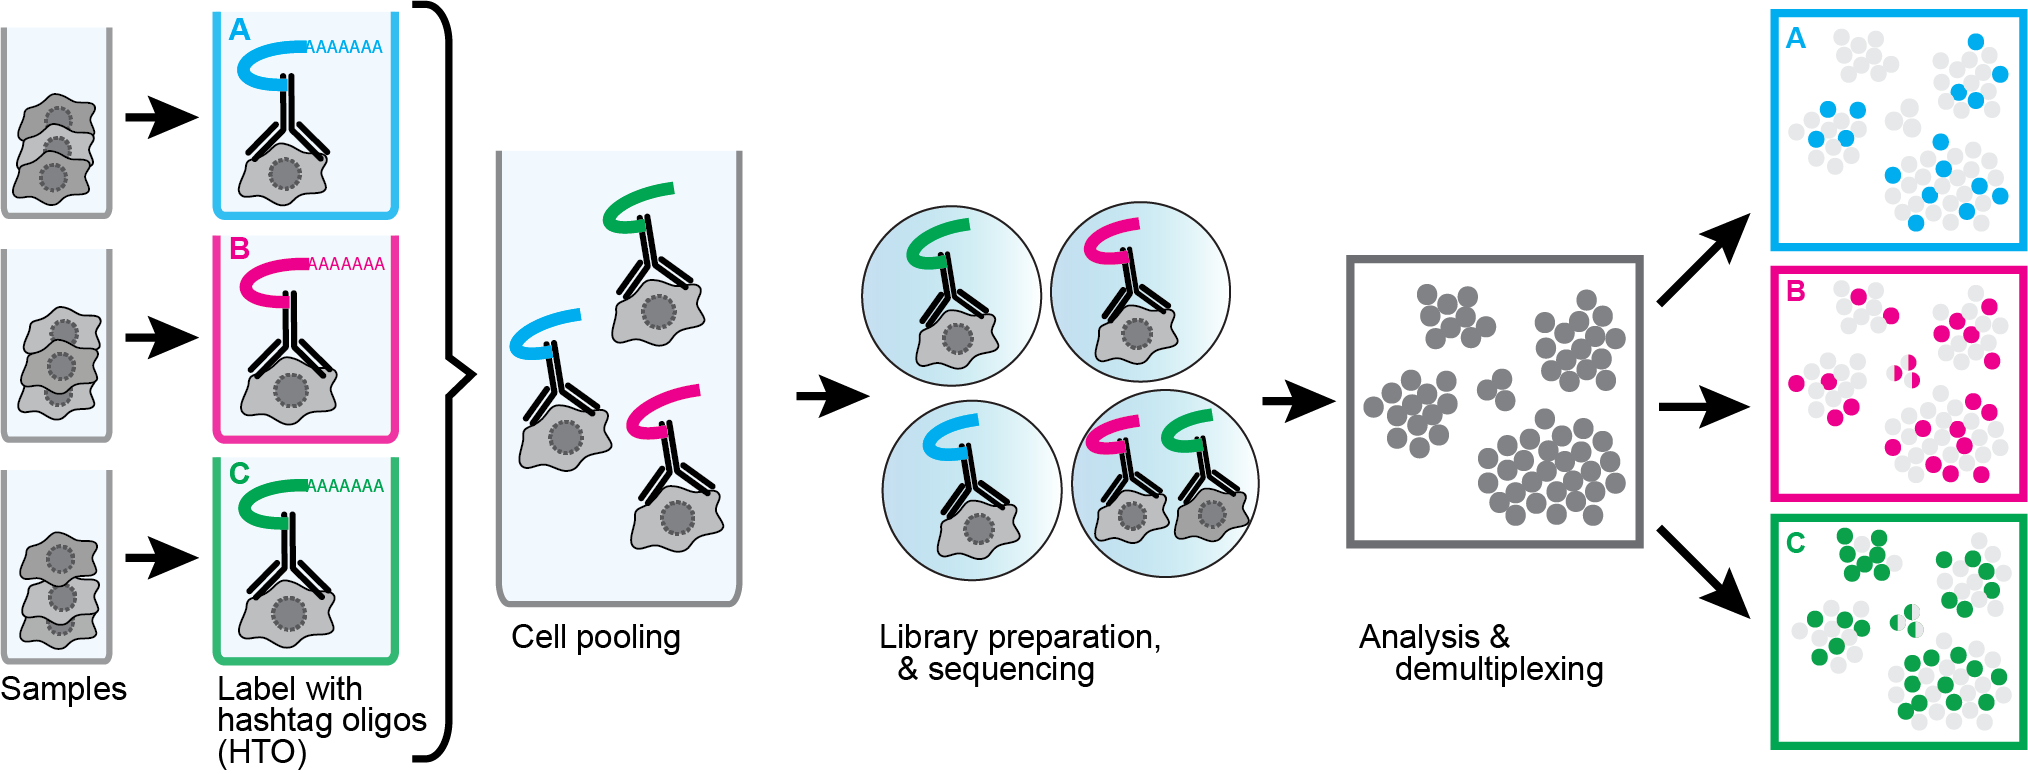 A
AAAAAAA
B
AAAAAAA
C
AAAAAAA
Samples
Label with
hashtag oligos
(HTO)
Cell pooling
Library preparation,
& sequencing
Analysis &
demultiplexing
A
B
C